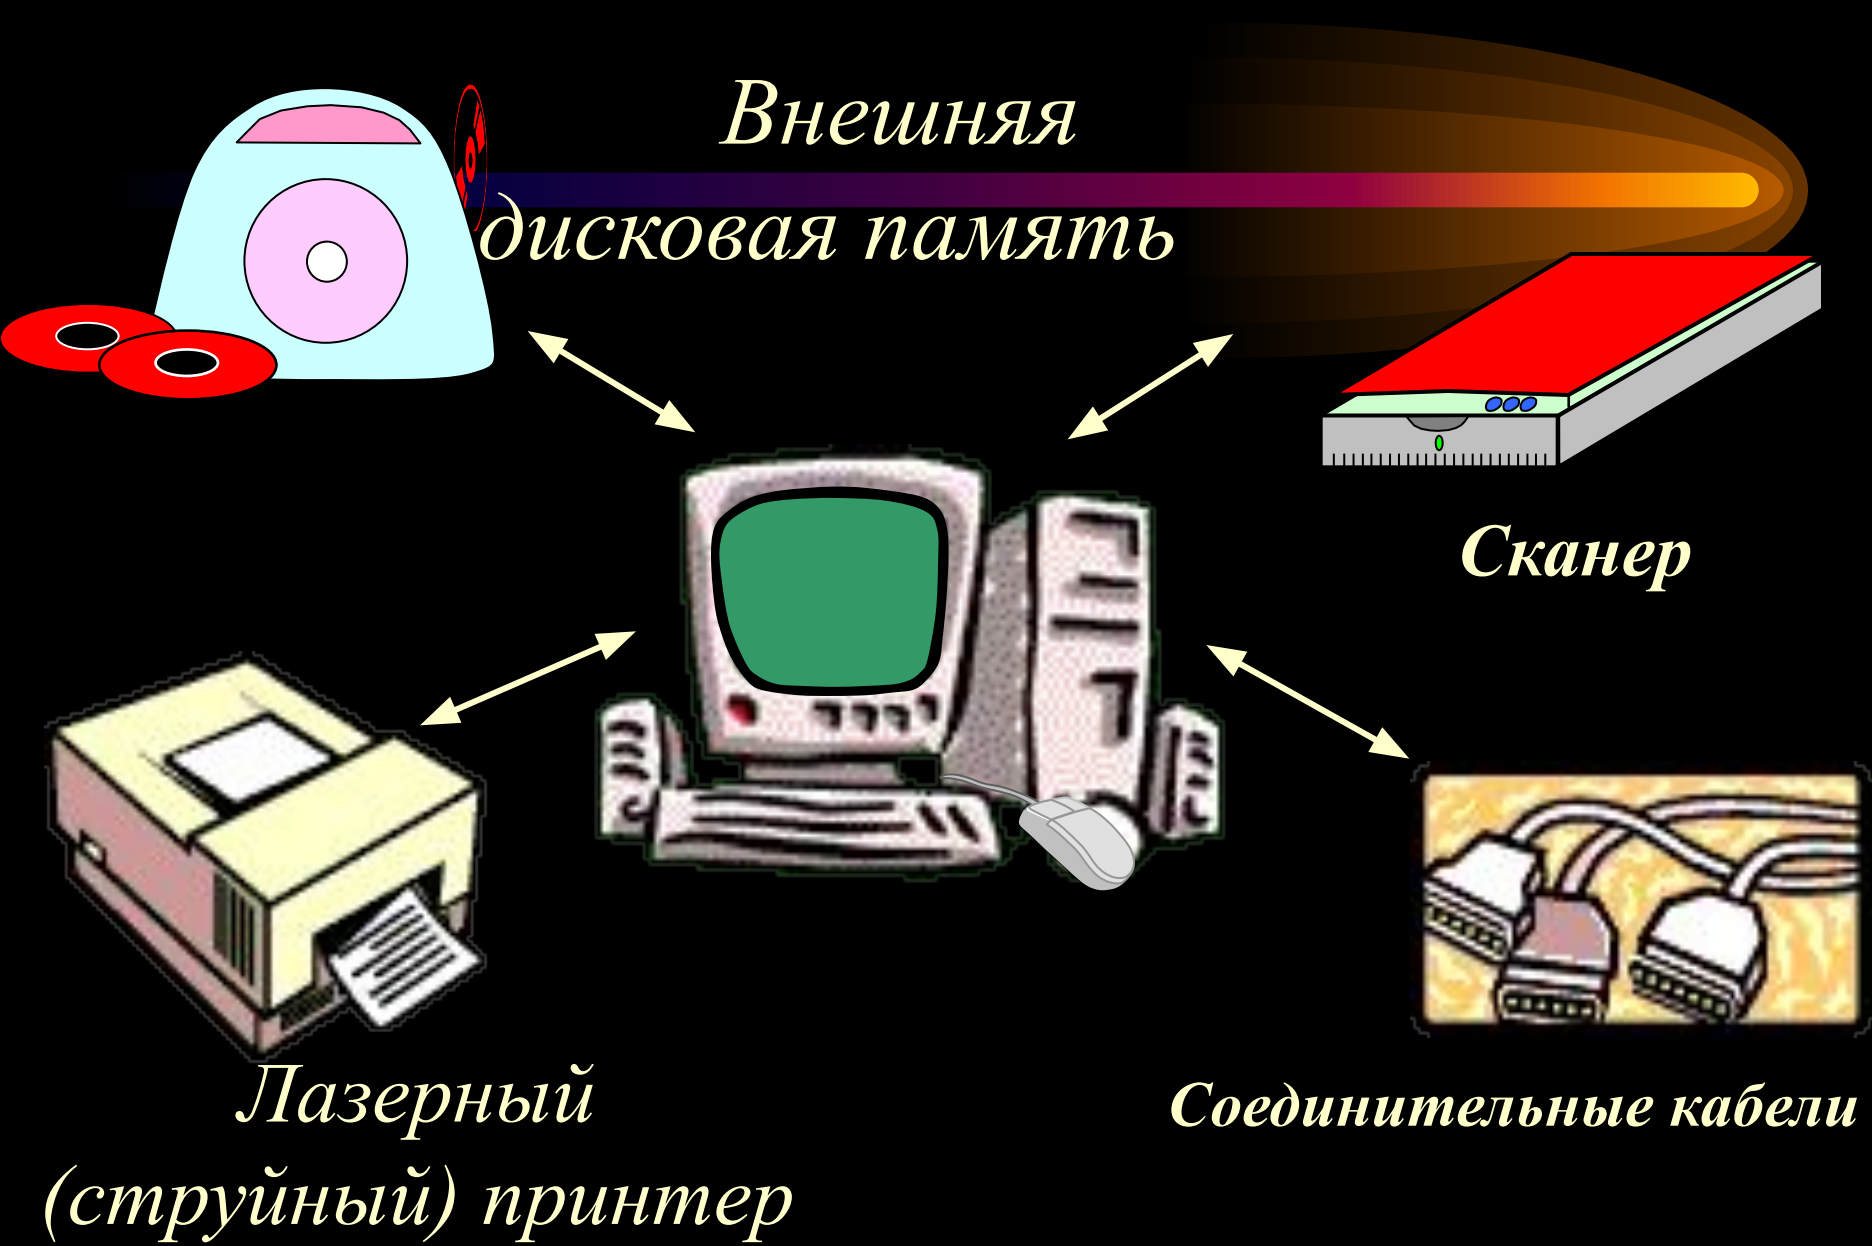 Внешняя
дисковая память
Сканер
Лазерный
(струйный) принтер
Соединительные кабели